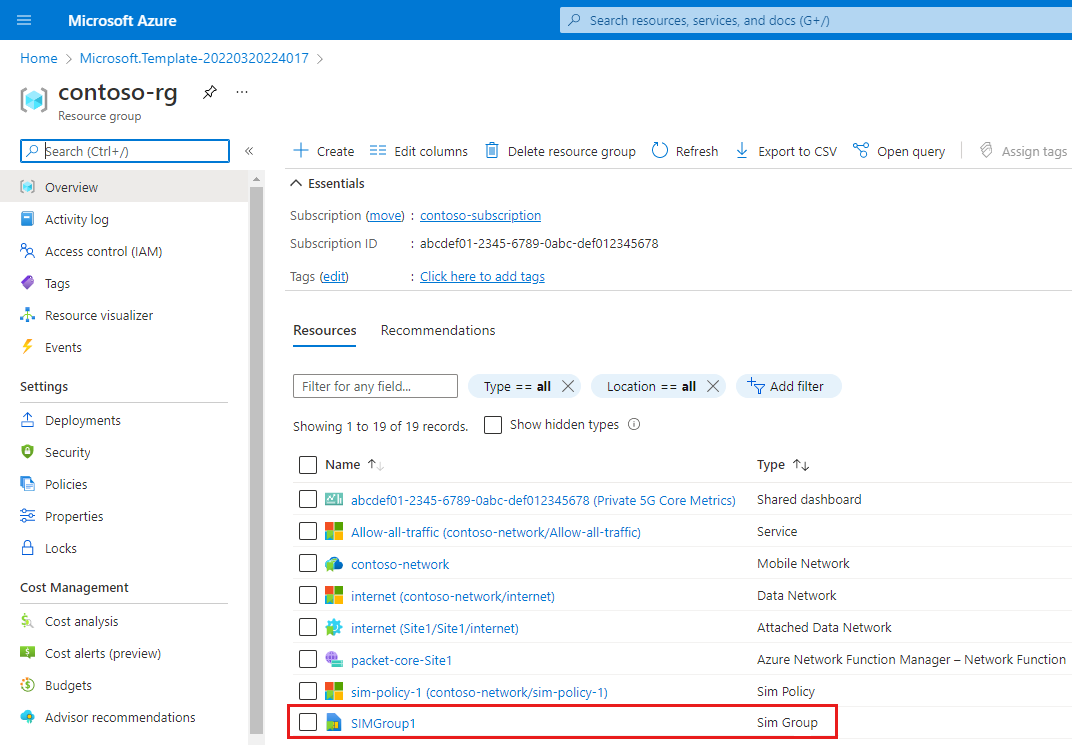 Microsoft Azure
Search resources, services, and docs (G+/)
Home > Microsoft.Template-20220320224017 >
contoso-rg
Resource group
Search (Ctrl+/)
Overview
Activity log
Access control (IAM)
Tags
Resource visualizer
Events
Settings
Deployments
Security
Policies
Properties
Locks
Cost Management
Cost analysis
Cost alerts (preview)
Budgets
Advisor recommendations
Create Edit columns Delete resource group Refresh Export to CSV Open query Assign tags
Essentials
Subscription (move) : contoso-subscription
Subscription ID : abcdef01-2345-6789-0abc-def012345678
Tags (edit) : Click here to add tags
Resources Recommendations
Filter for any field... Type == all Location == all Add filter
Showing 1 to 19 of 19 records. Show hidden types
Name Type
abcdef01-2345-6789-0abc-def012345678 (Private 5G Core Metrics) Shared dashboard
Allow-all-traffic (contoso-network/Allow-all-traffic) Service
contoso-network Mobile Network
internet (contoso-network/internet) Data Network
internet (Site1/Site1/internet) Attached Data Network
packet-core-Site1 Azure Network Function Manager – Network Function
sim-policy-1 (contoso-network/sim-policy-1) Sim Policy
SIMGroup1 Sim Group